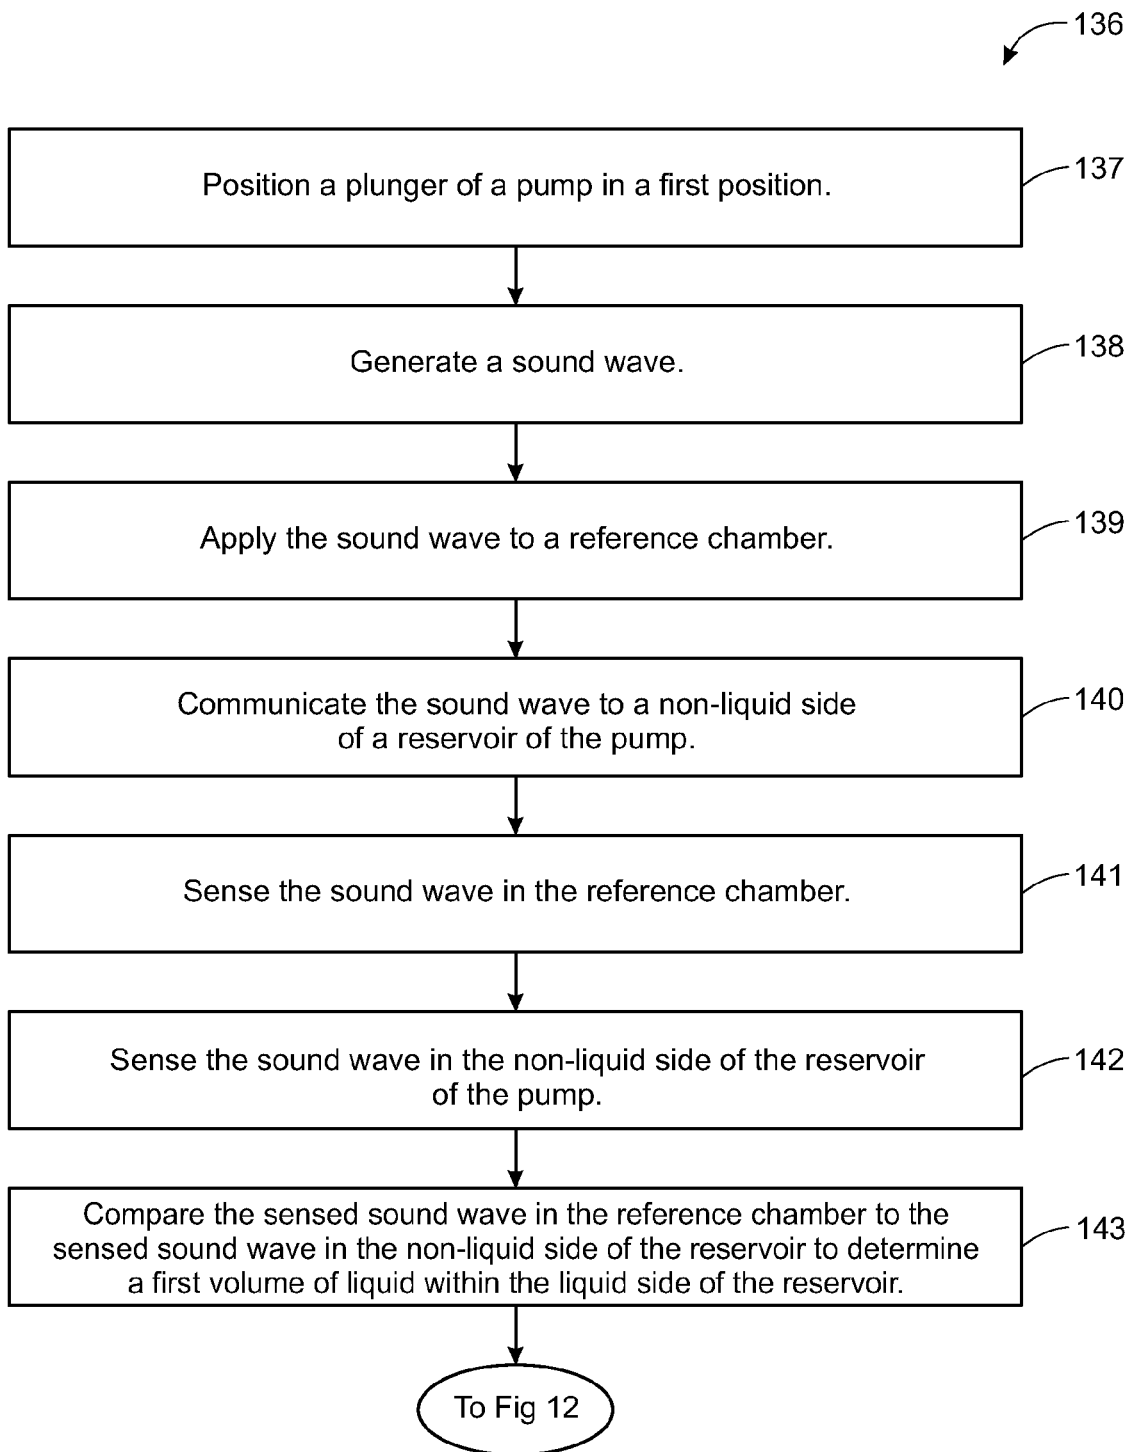 136
Position a plunger of a pump in a first position.
137
Generate a sound wave.
138
Apply the sound wave to a reference chamber.
139
Communicate the sound wave to a non-liquid side
of a reservoir of the pump.
140
Sense the sound wave in the reference chamber.
141
Sense the sound wave in the non-liquid side of the reservoir
of the pump.
142
Compare the sensed sound wave in the reference chamber to the
sensed sound wave in the non-liquid side of the reservoir to determine
a first volume of liquid within the liquid side of the reservoir.
143
To Fig 12